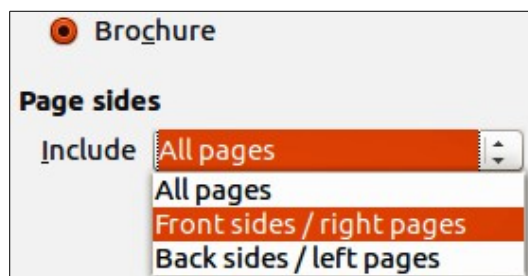 Brochure
Page sides
Include All pages
All pages
Front sides / right pages
Back sides / left pages